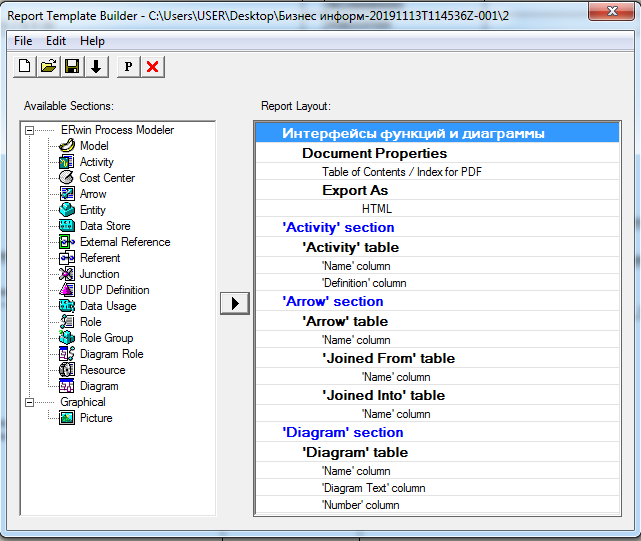 Report Template Builder - C:\Users\USER\Desktop\Бизнес информ-20191113T114536Z-001\2
File Edit Help
P
Available Sections:
Report Layout:
ERwin Process Modeler
Model
Activity
Cost Center
Arrow
Entity
Data Store
External Reference
Referent
Junction
UDP Definition
Data Usage
Role
Role Group
Diagram Role
Resource
Diagram
Graphical
Picture
Интерфейсы функций и диаграммы
Document Properties
Table of Contents / Index for PDF
Export As
HTML
'Activity' section
'Activity' table
'Name' column
'Definition' column
'Arrow' section
'Arrow' table
'Name' column
'Joined From' table
'Name' column
'Joined Into' table
'Name' column
'Diagram' section
'Diagram' table
'Name' column
'Diagram Text' column
'Number' column